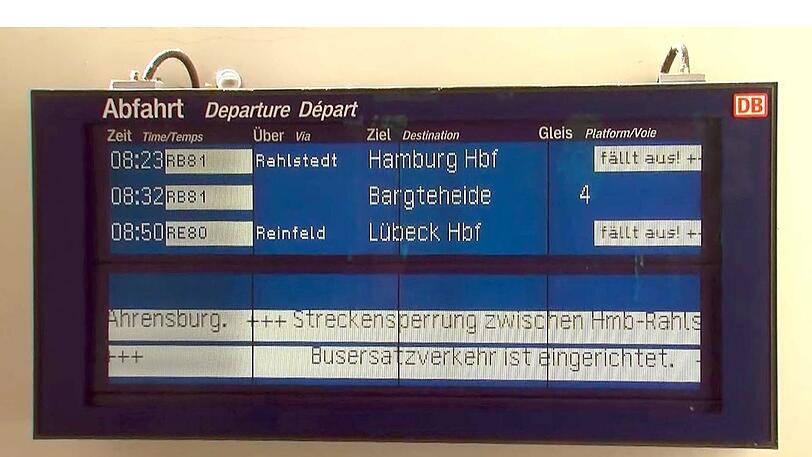 Abfahrt Departure Départ DB
Zeit Time/Temps Über Via Ziel Destination Gleis Platform/Voie
08:23 RB81 Rahlstedt Hamburg Hbf fällt aus! +
08:32 RB81 Bargteheide 4
08:50 RE80 Reinfeld Lübeck Hbf fällt aus! +
Ahrensburg. +++ Streckensperrung zwischen Hmb-Rahls
+++ Busersatzverkehr ist eingerichtet. -